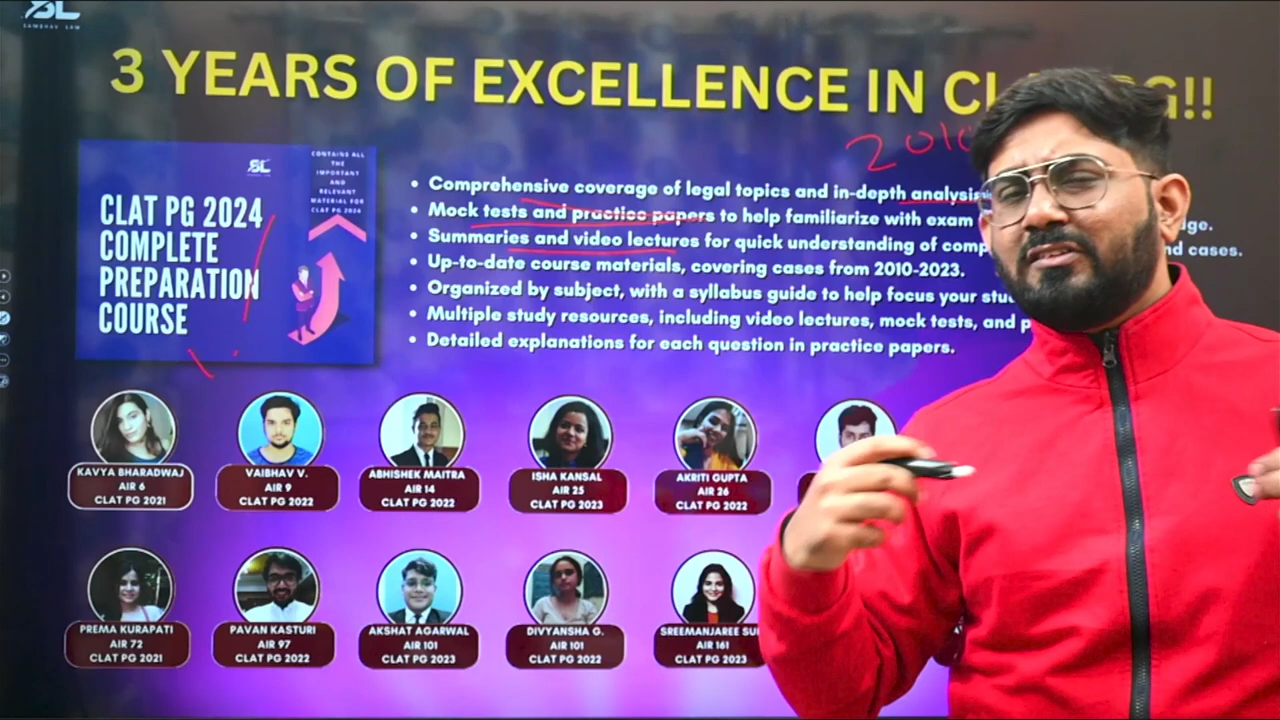 SL
SAMBHAV LAW
3 YEARS OF EXCELLENCE IN CL G!!
2010
CONTAINS ALL
THE
IMPORTANT
AND
RELEVANT
MATERIAL FOR
CLAT PG 2024
SL
CLAT PG 2024
COMPLETE
PREPARATION
COURSE
• Comprehensive coverage of legal topics and in-depth analysis
• Mock tests and practice papers to help familiarize with exam ge.
• Summaries and video lectures for quick understanding of comp nd cases.
• Up-to-date course materials, covering cases from 2010-2023.
• Organized by subject, with a syllabus guide to help focus your stu
• Multiple study resources, including video lectures, mock tests, and p
• Detailed explanations for each question in practice papers.
KAVYA BHARADWAJ
AIR 6
CLAT PG 2021
VAIBHAV V.
AIR 9
CLAT PG 2022
ABHISHEK MAITRA
AIR 14
CLAT PG 2022
ISHA KANSAL
AIR 25
CLAT PG 2023
AKRITI GUPTA
AIR 26
CLAT PG 2022
PREMA KURAPATI
AIR 72
CLAT PG 2021
PAVAN KASTURI
AIR 97
CLAT PG 2022
AKSHAT AGARWAL
AIR 101
CLAT PG 2023
DIVYANSHA G.
AIR 101
CLAT PG 2022
SREEMANJAREE SU
AIR 161
CLAT PG 2023